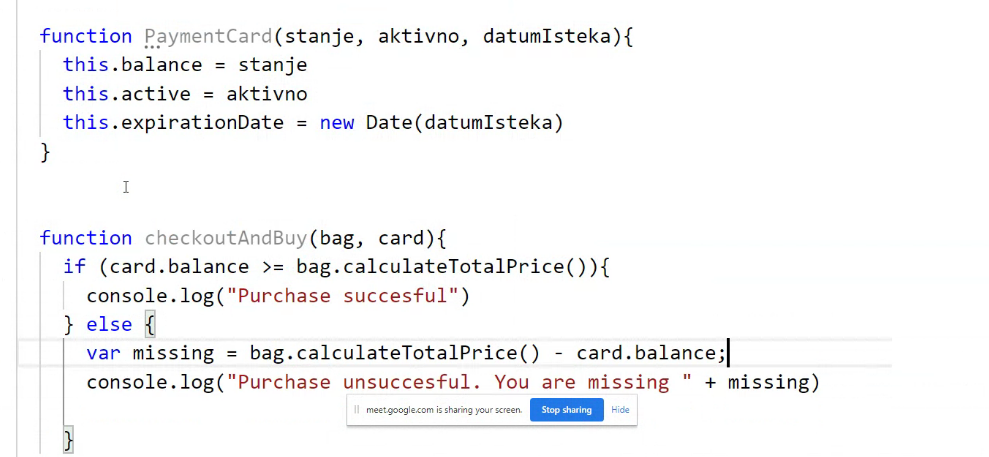 function PaymentCard(stanje, aktivno, datumIsteka){
this.balance = stanje
this.active = aktivno
this.expirationDate = new Date(datumIsteka)
}
function checkoutAndBuy(bag, card){
if (card.balance >= bag.calculateTotalPrice()){
console.log("Purchase succesful")
} else {
var missing = bag.calculateTotalPrice() - card.balance;
console.log("Purchase unsuccesful. You are missing " + missing)
meet.google.com is sharing your screen. Stop sharing Hide
}